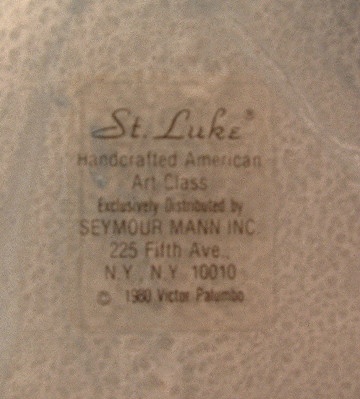 St. Luke®
Handcrafted American
Art Glass
Exclusively Distributed by
SEYMOUR MANN INC.
225 Fifth Ave.,
N.Y., N.Y. 10010
© 1980 Victor Palumbo